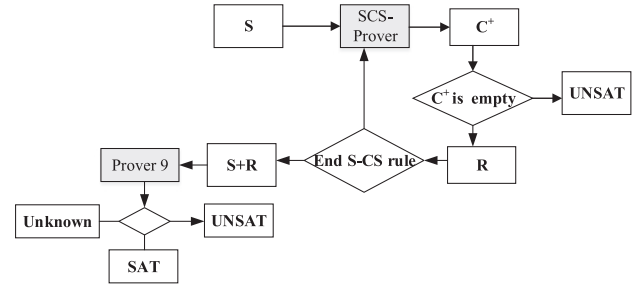 S
SCS-
Prover
C⁺
C⁺ is empty
UNSAT
End S-CS rule
R
Prover 9
S+R
Unknown
UNSAT
SAT